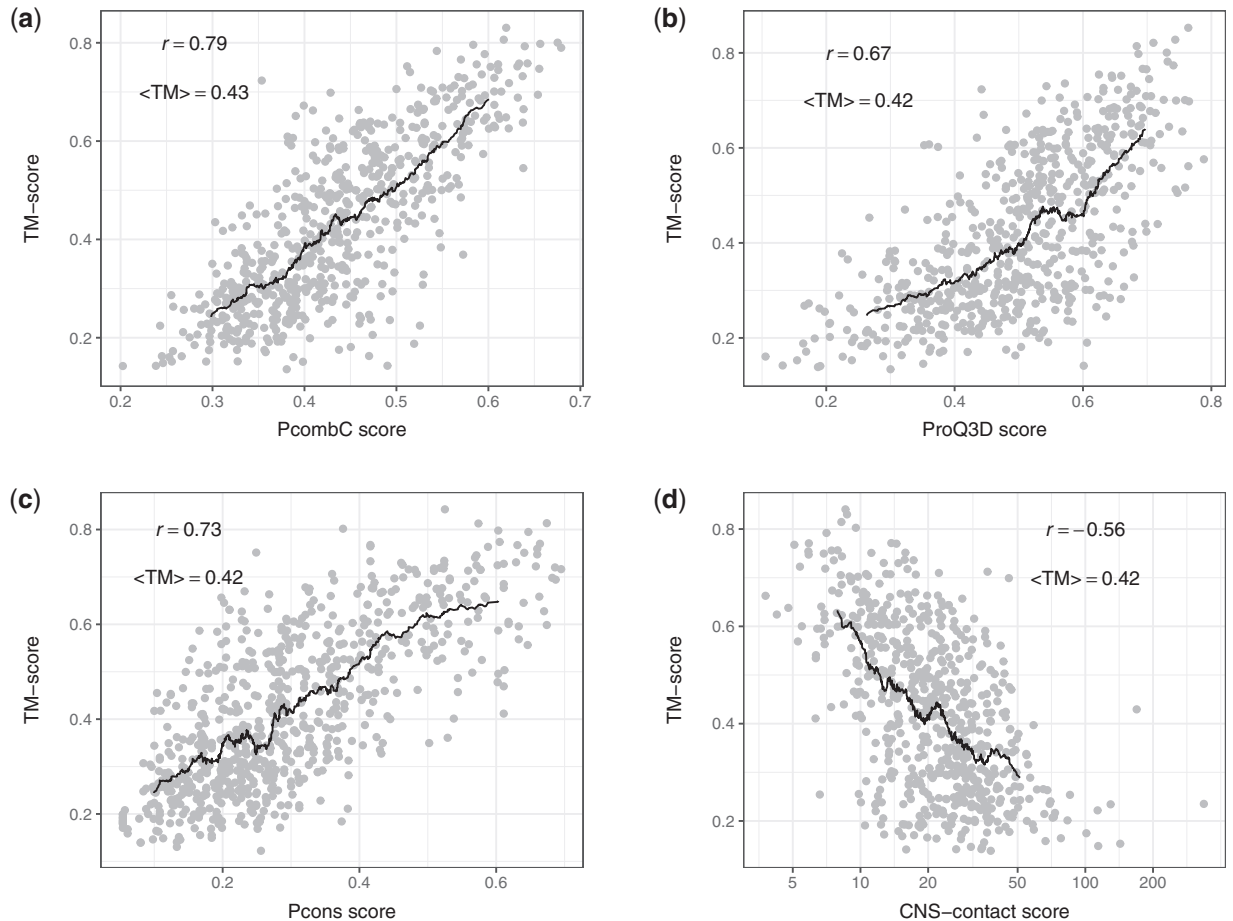 (a)
r = 0.79
<TM> = 0.43
TM−score
0.8
0.6
0.4
0.2
0.2 0.3 0.4 0.5 0.6 0.7
PcombC score
(b)
r = 0.67
<TM> = 0.42
TM−score
0.8
0.6
0.4
0.2
0.2 0.4 0.6 0.8
ProQ3D score
(c)
r = 0.73
<TM> = 0.42
TM−score
0.8
0.6
0.4
0.2
0.2 0.4 0.6
Pcons score
(d)
r = −0.56
<TM> = 0.42
TM−score
0.8
0.6
0.4
0.2
5 10 20 50 100 200
CNS−contact score